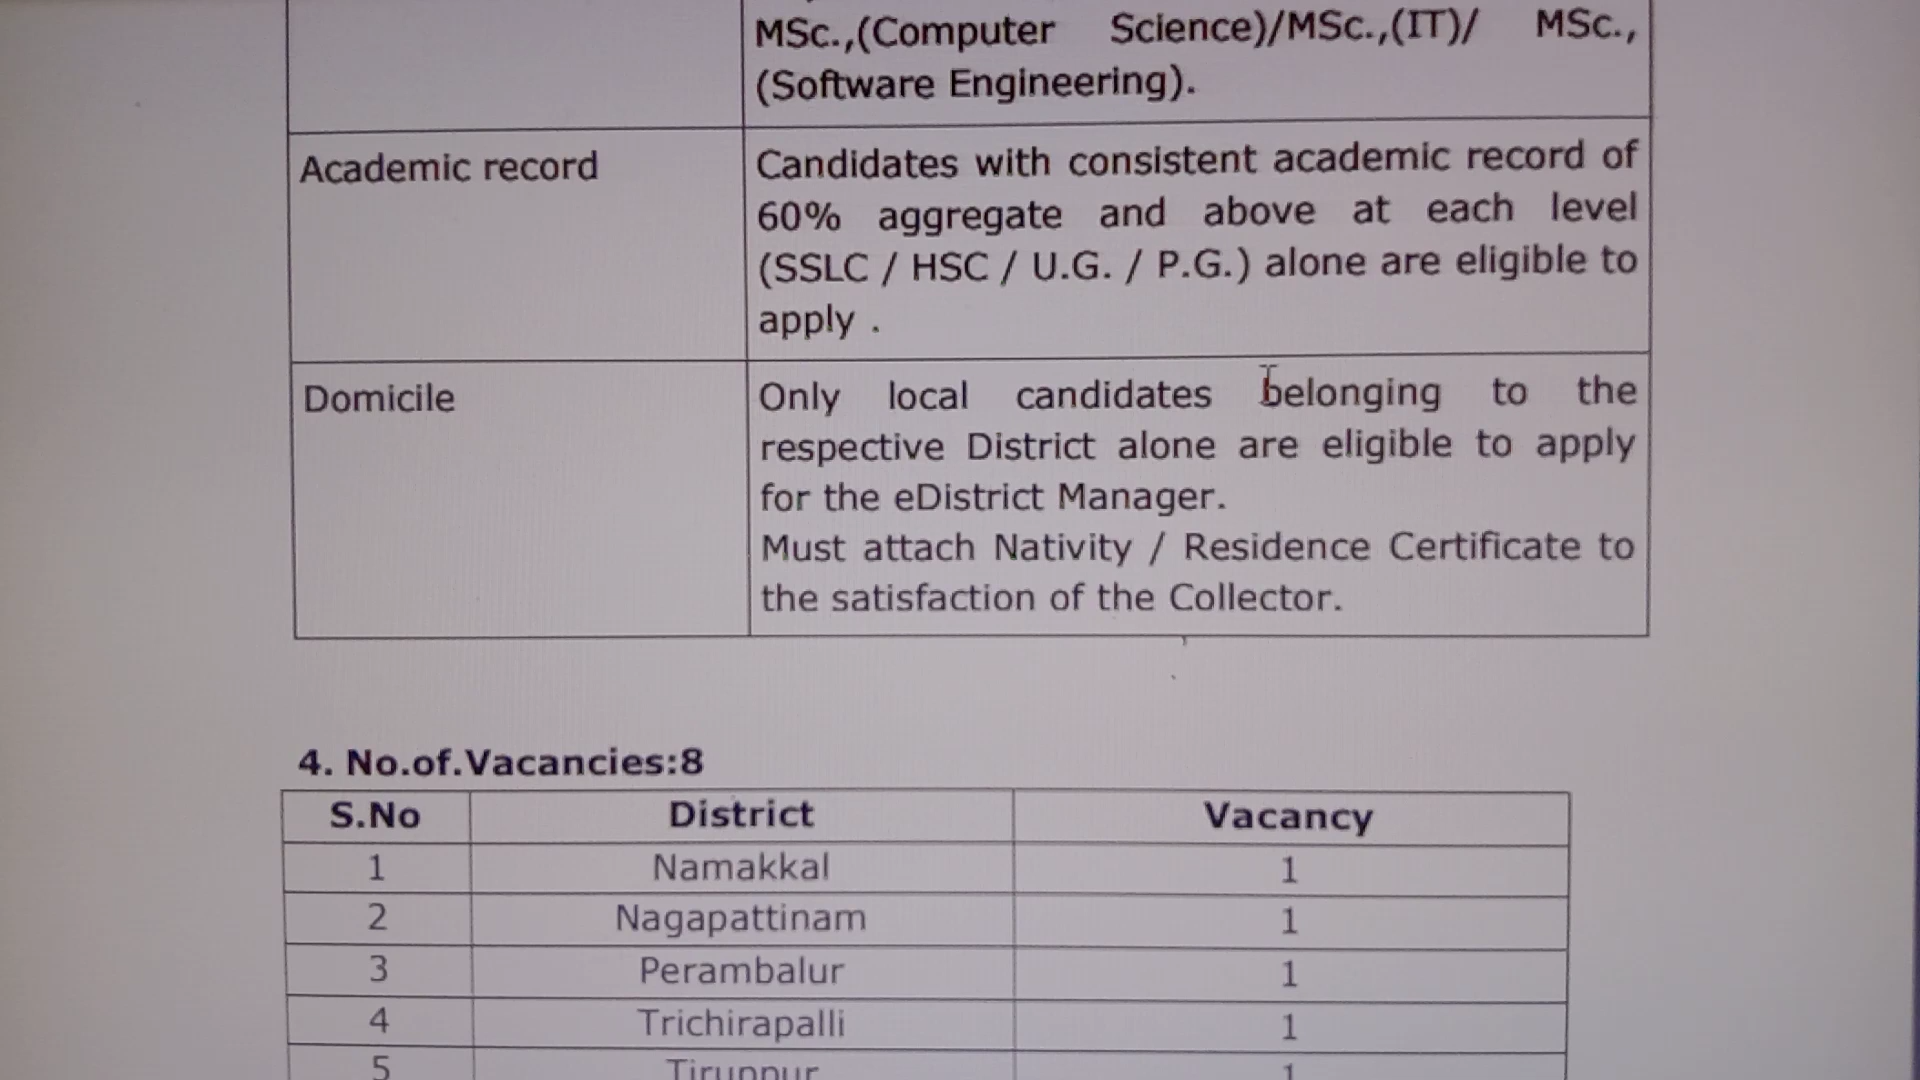 MSc.,(Computer Science)/MSc.,(IT)/ MSc.,
(Software Engineering).
Academic record
Candidates with consistent academic record of
60% aggregate and above at each level
(SSLC / HSC / U.G. / P.G.) alone are eligible to
apply .
Domicile
Only local candidates belonging to the
respective District alone are eligible to apply
for the eDistrict Manager.
Must attach Nativity / Residence Certificate to
the satisfaction of the Collector.
4. No.of.Vacancies:8
S.No District Vacancy
1 Namakkal 1
2 Nagapattinam 1
3 Perambalur 1
4 Trichirapalli 1
5 Tiruppur 1